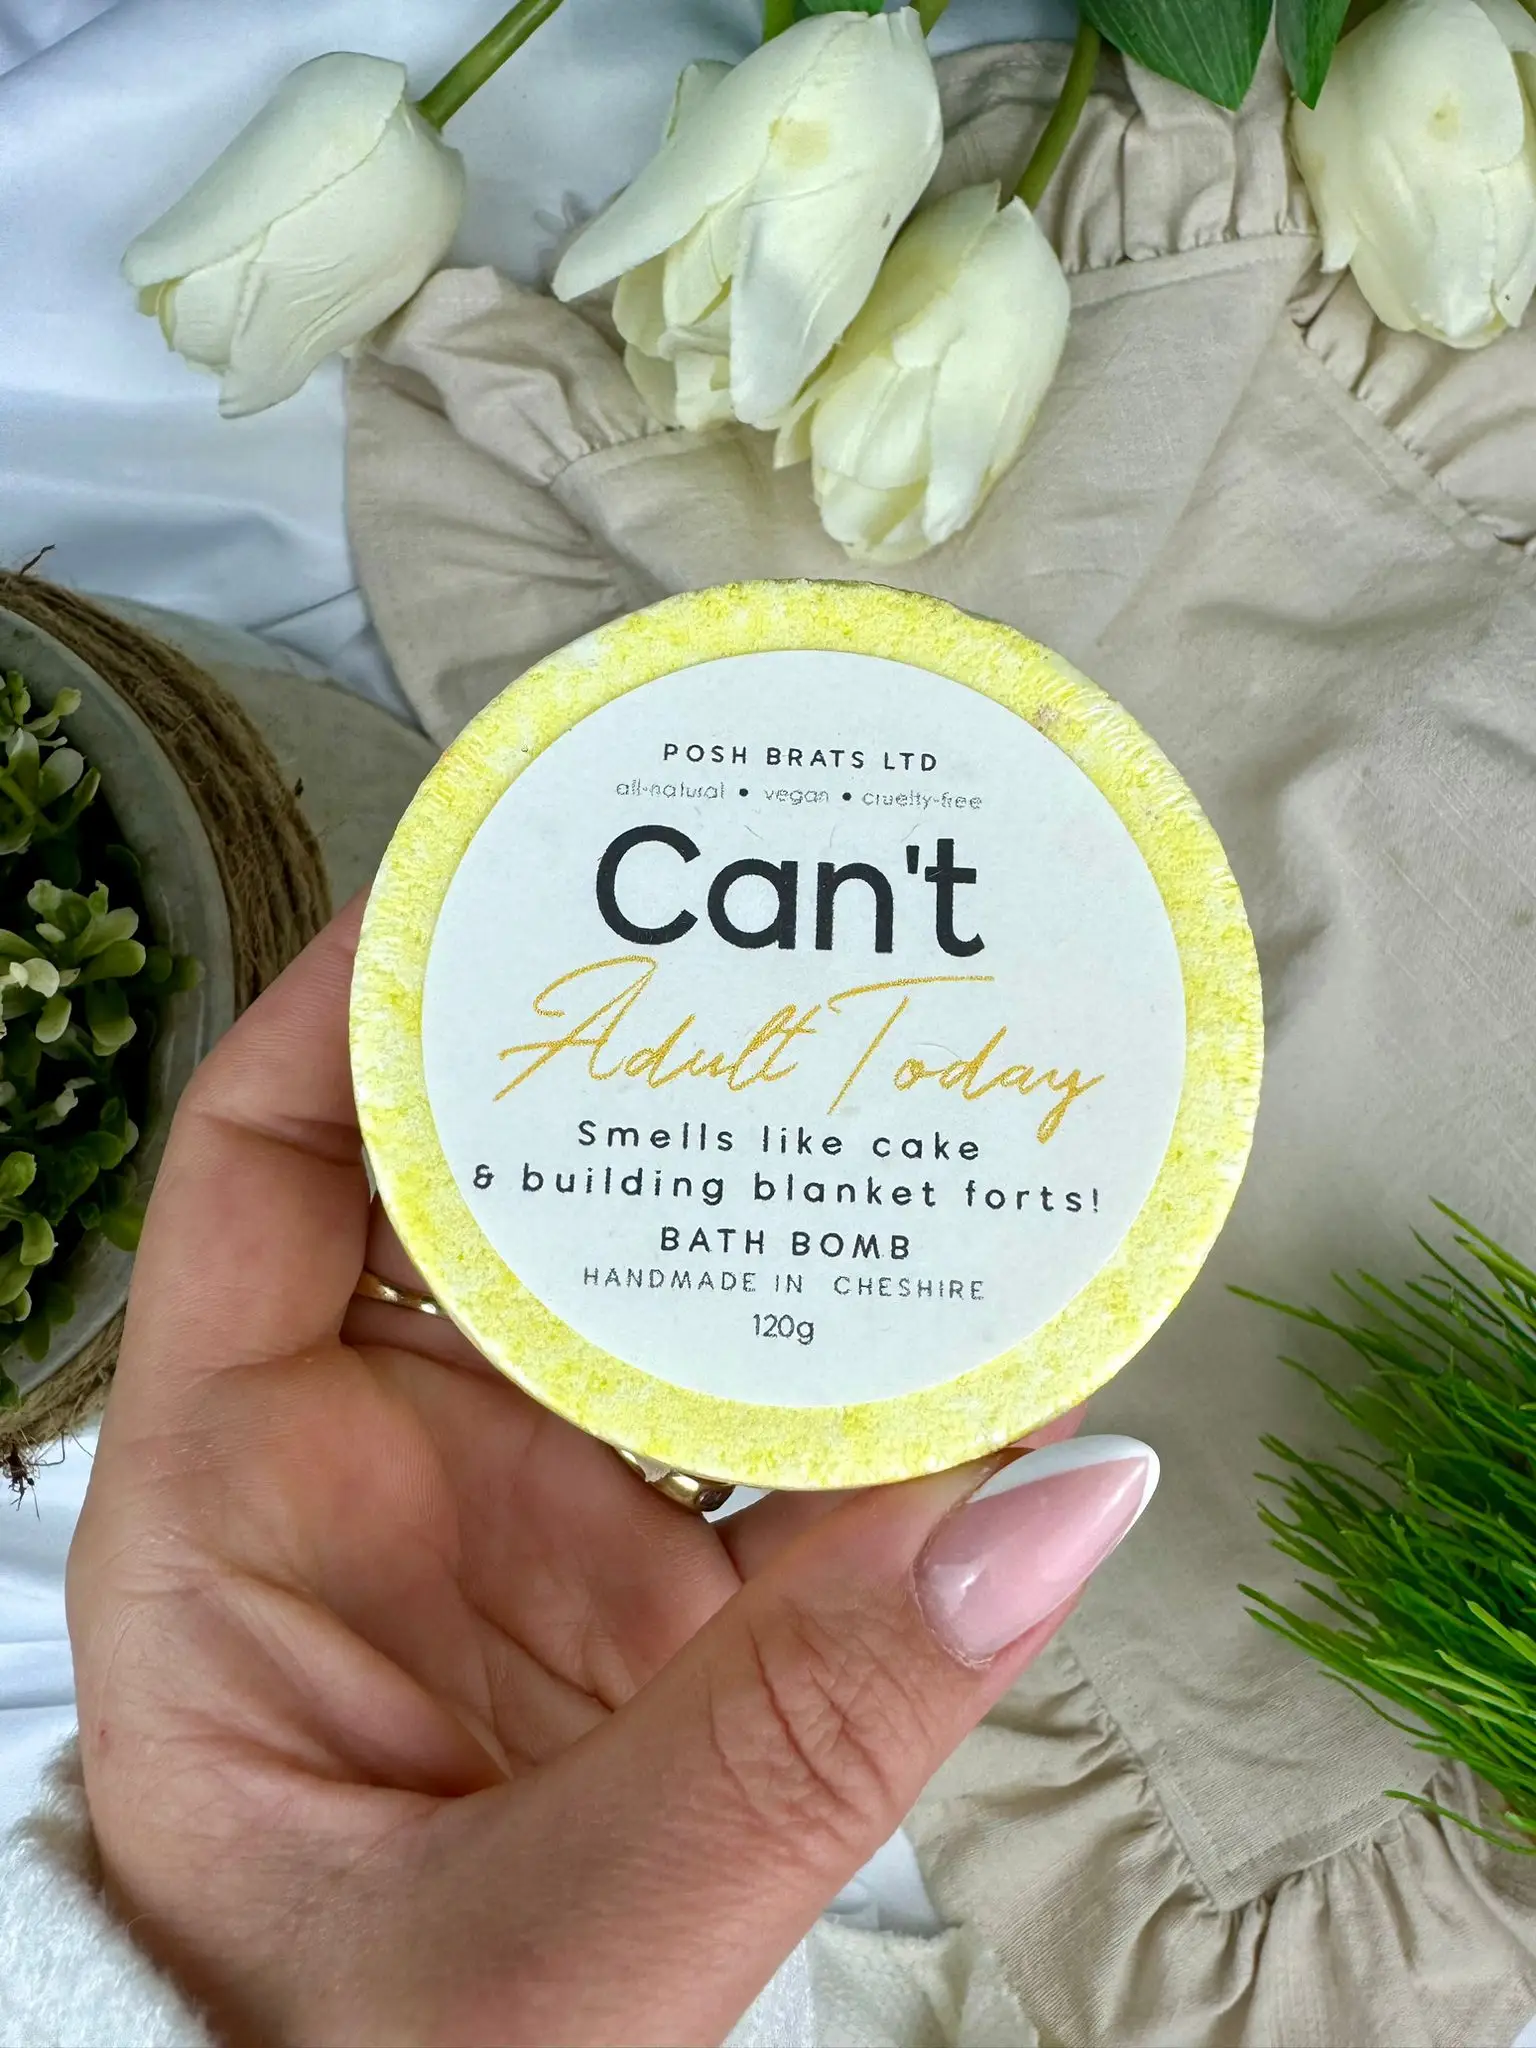 POSH BRATS LTD
all-natural • vegan • cruelty-free
Can't
Adult Today
Smells like cake
& building blanket forts!
BATH BOMB
HANDMADE IN CHESHIRE
120g